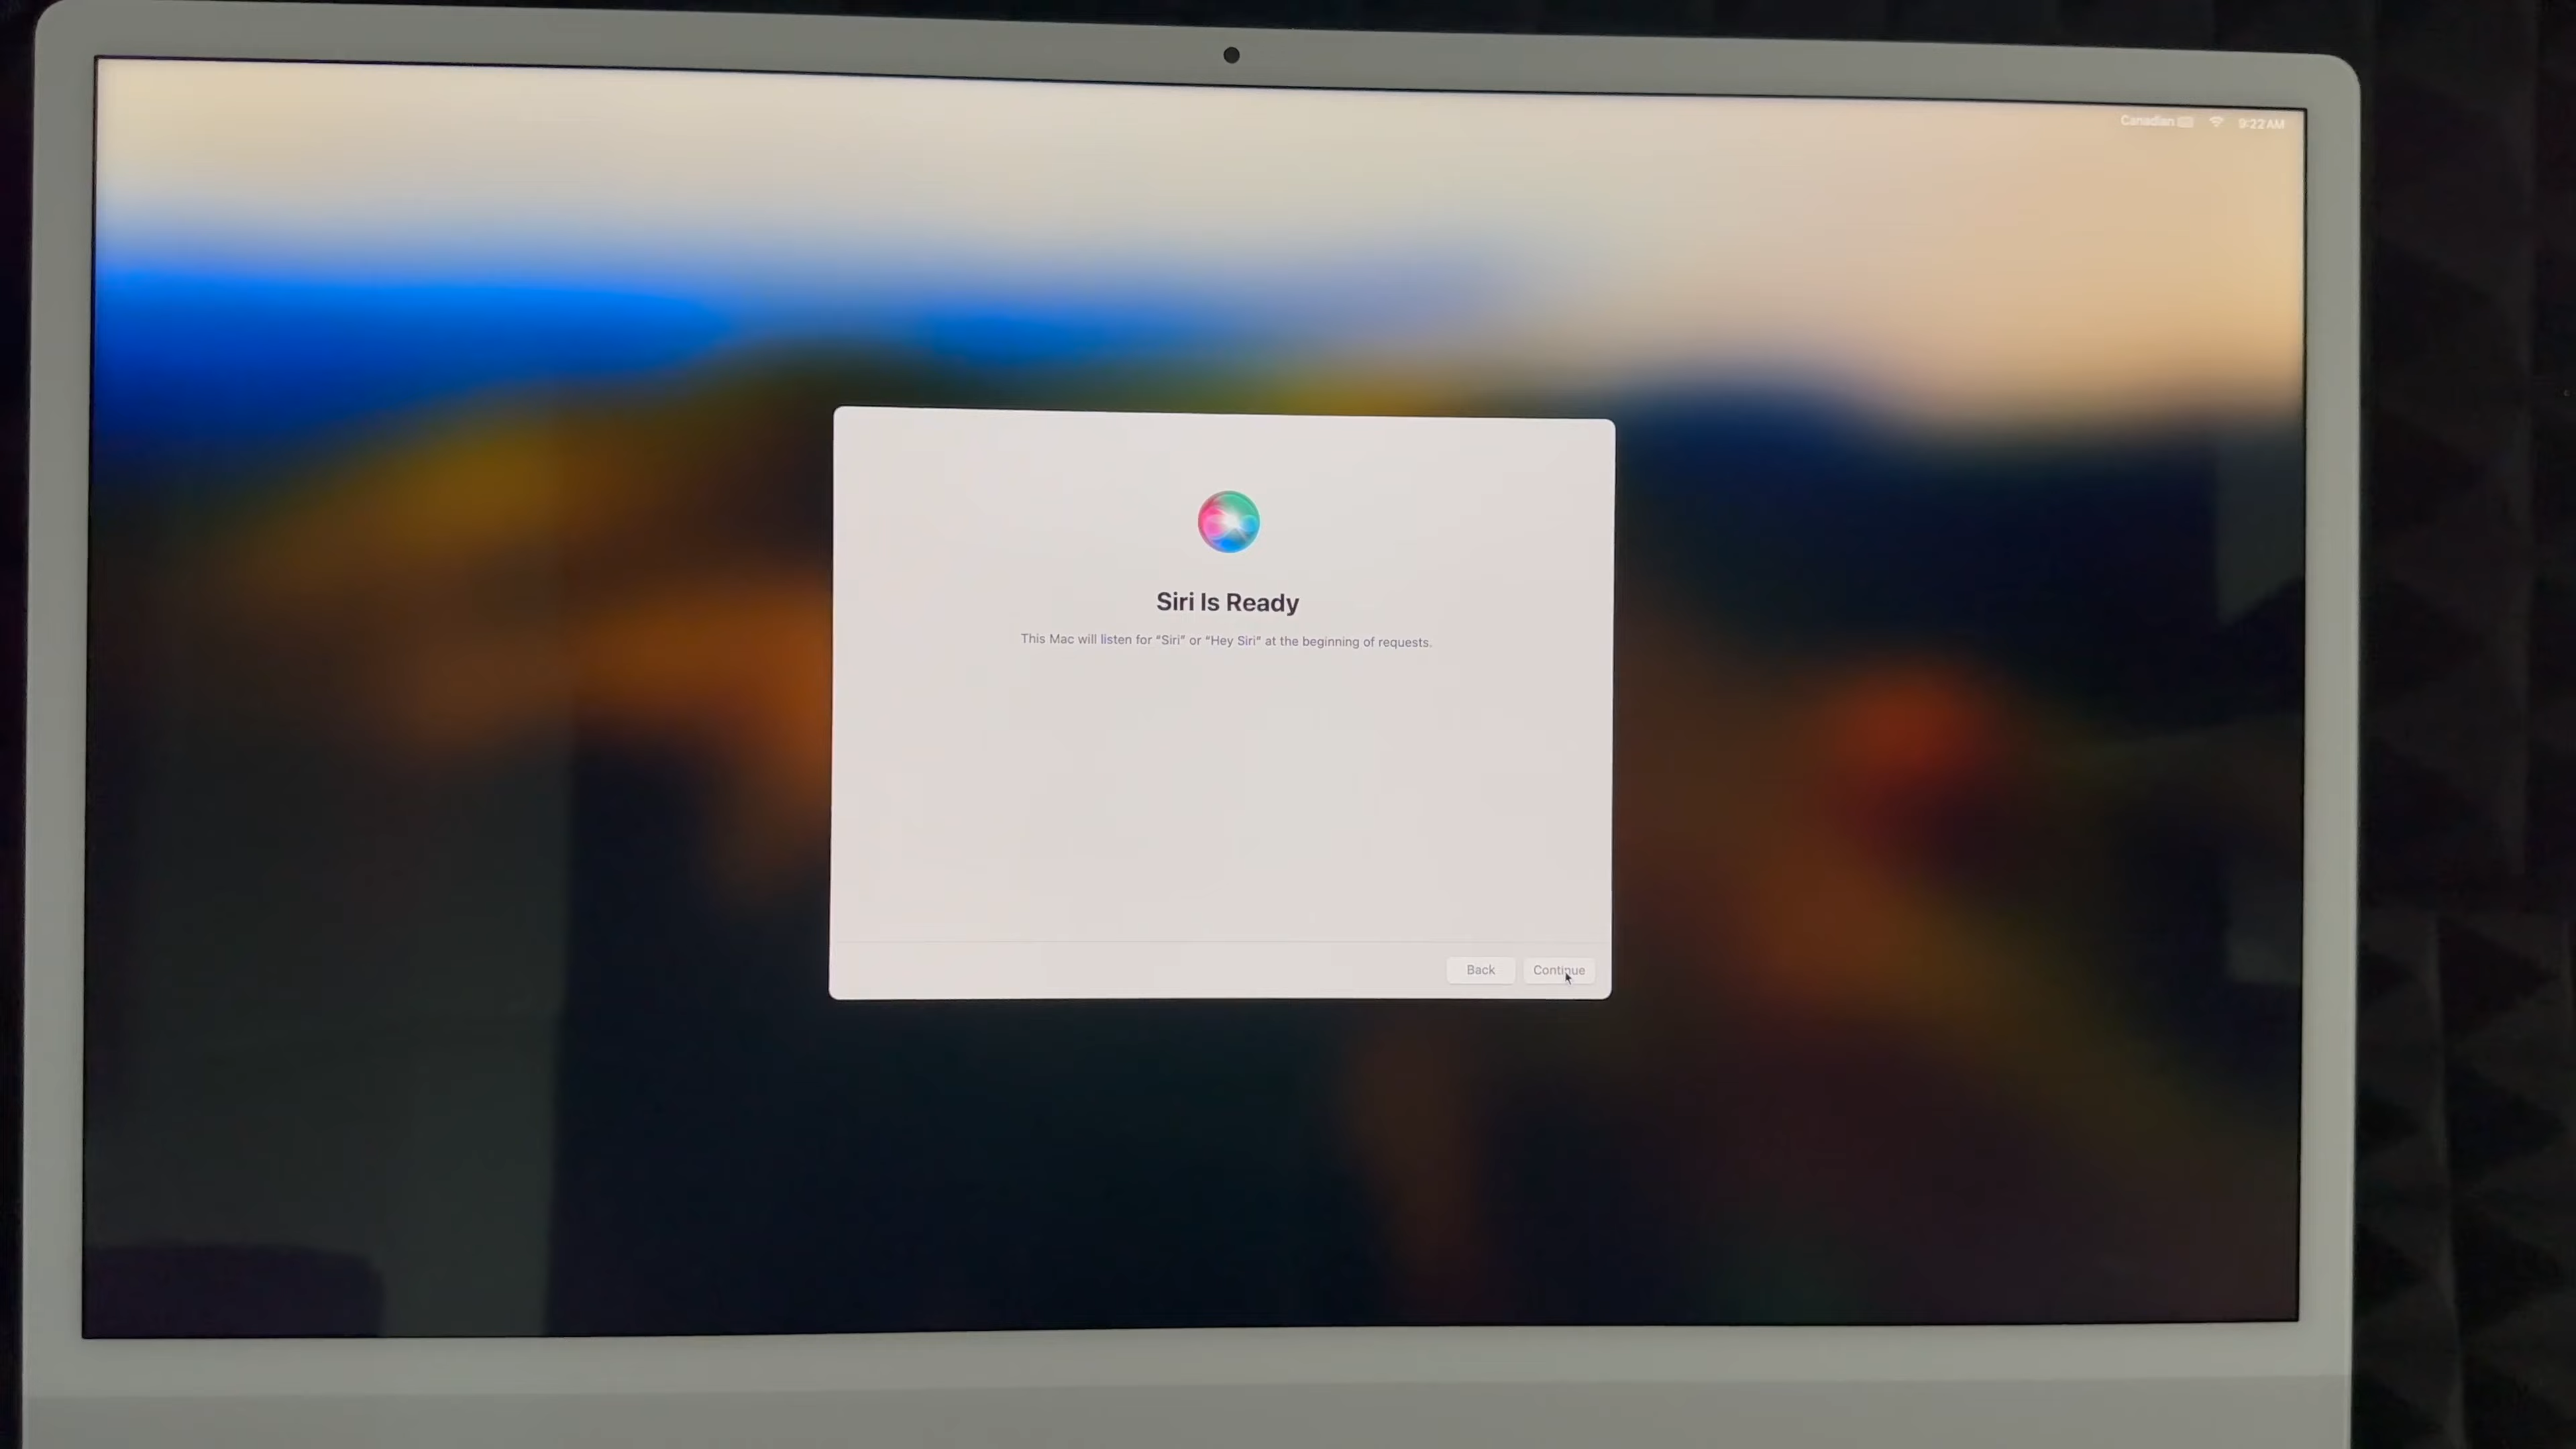 Canadian
9:22 AM
Siri Is Ready
This Mac will listen for “Siri” or “Hey Siri” at the beginning of requests.
Back
Continue